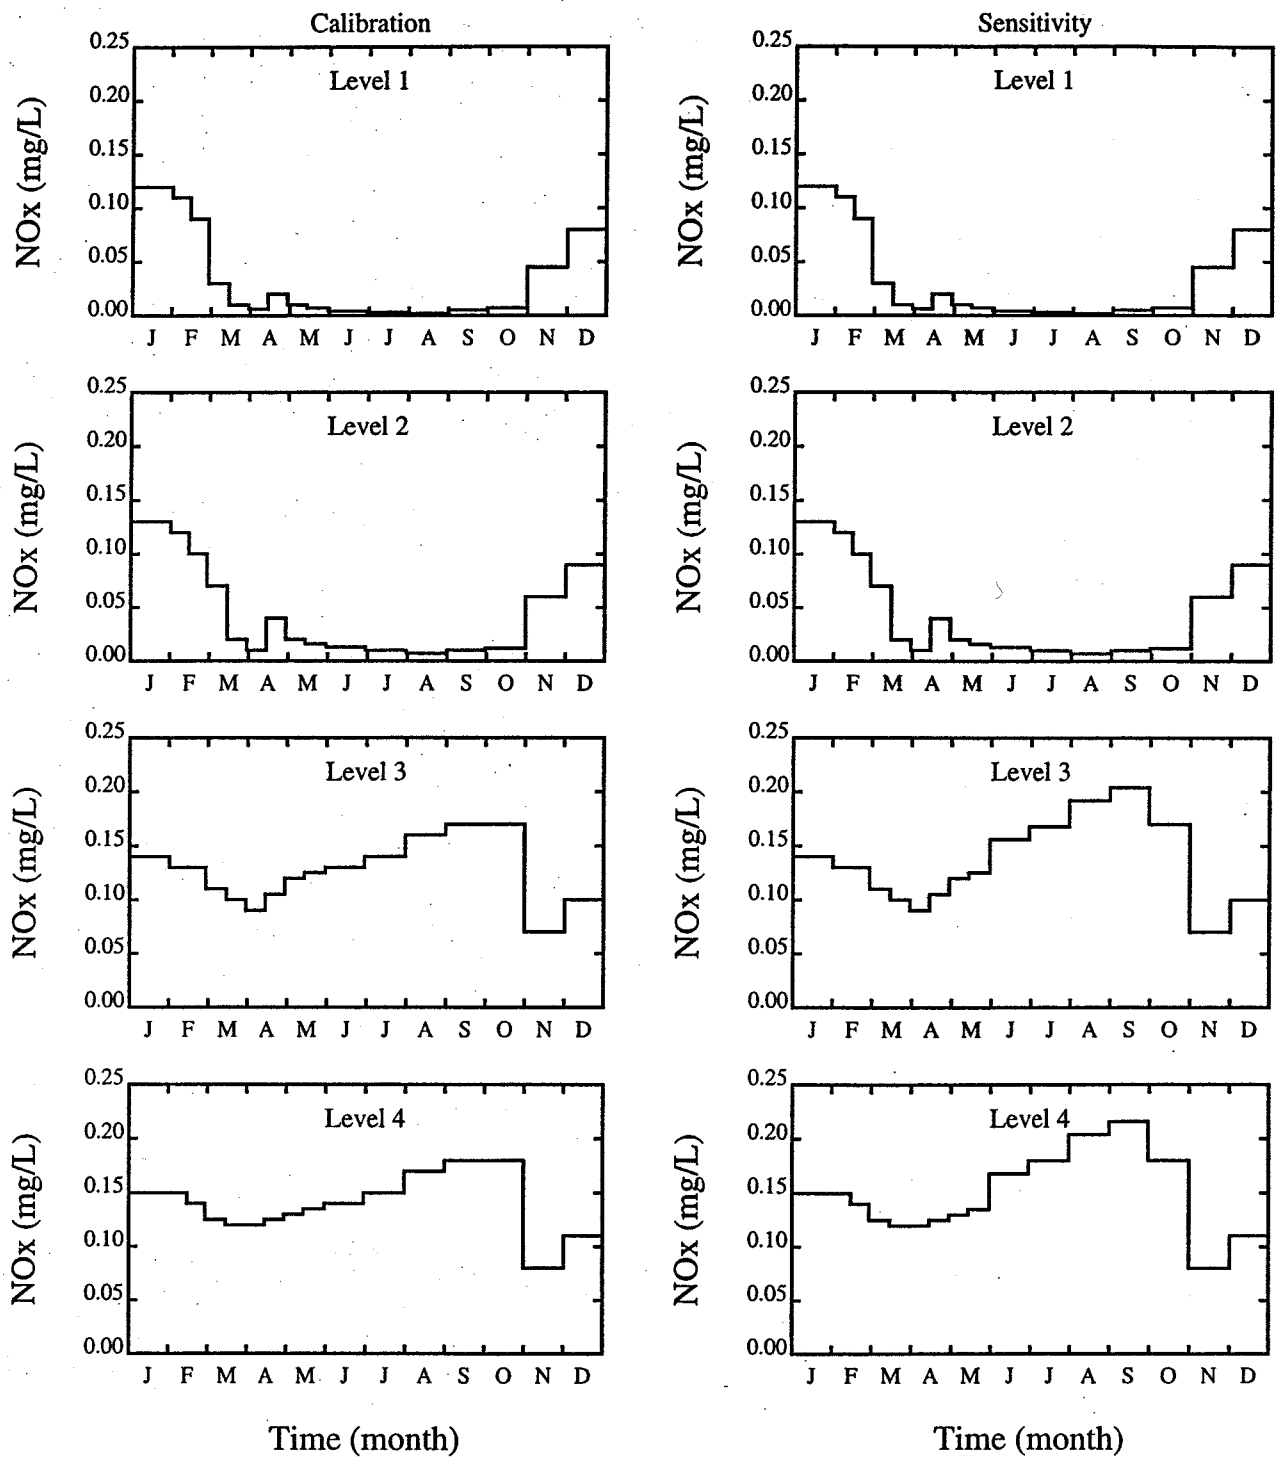 Calibration
Sensitivity
0.25
0.20
0.15
0.10
0.05
0.00
NOx (mg/L)
Level 1
J F M A M J J A S O N D
0.25
0.20
0.15
0.10
0.05
0.00
NOx (mg/L)
Level 1
J F M A M J J A S O N D
0.25
0.20
0.15
0.10
0.05
0.00
NOx (mg/L)
Level 2
J F M A M J J A S O N D
0.25
0.20
0.15
0.10
0.05
0.00
NOx (mg/L)
Level 2
J F M A M J J A S O N D
0.25
0.20
0.15
0.10
0.05
0.00
NOx (mg/L)
Level 3
J F M A M J J A S O N D
0.25
0.20
0.15
0.10
0.05
0.00
NOx (mg/L)
Level 3
J F M A M J J A S O N D
0.25
0.20
0.15
0.10
0.05
0.00
NOx (mg/L)
Level 4
J F M A M J J A S O N D
0.25
0.20
0.15
0.10
0.05
0.00
NOx (mg/L)
Level 4
J F M A M J J A S O N D
Time (month)
Time (month)